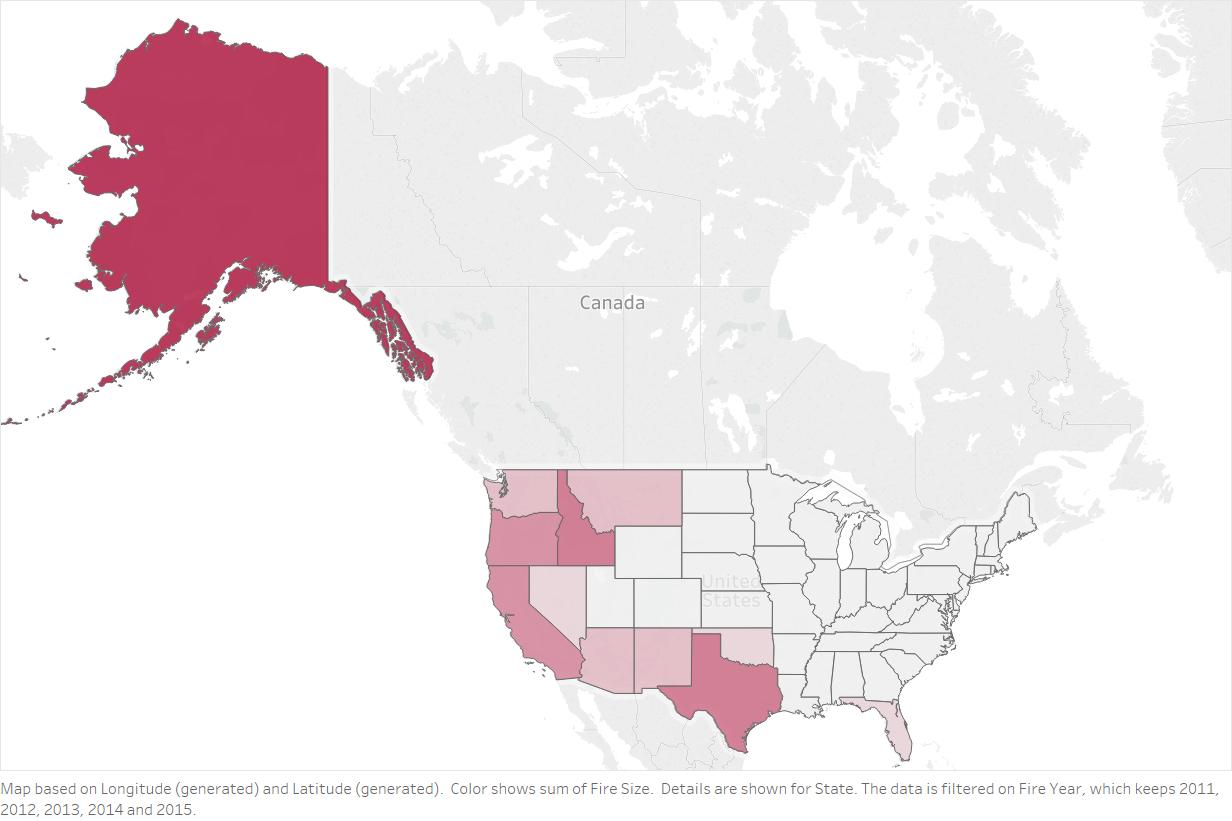 Canada
United
States
Map based on Longitude (generated) and Latitude (generated).  Color shows sum of Fire Size.  Details are shown for State. The data is filtered on Fire Year, which keeps 2011,
2012, 2013, 2014 and 2015.